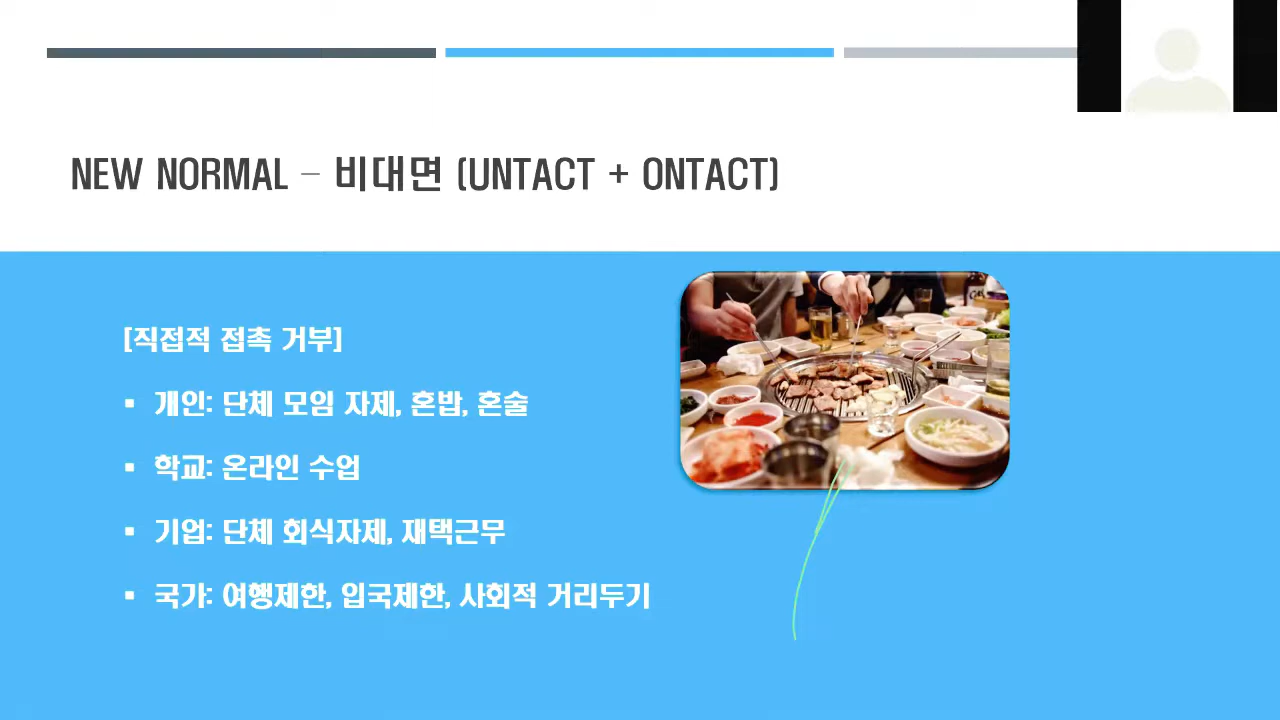 NEW NORMAL – 비대면 (UNTACT + ONTACT)
[직접적 접촉 거부]
▪ 개인: 단체 모임 자제, 혼밥, 혼술
▪ 학교: 온라인 수업
▪ 기업: 단체 회식자제, 재택근무
▪ 국가: 여행제한, 입국제한, 사회적 거리두기